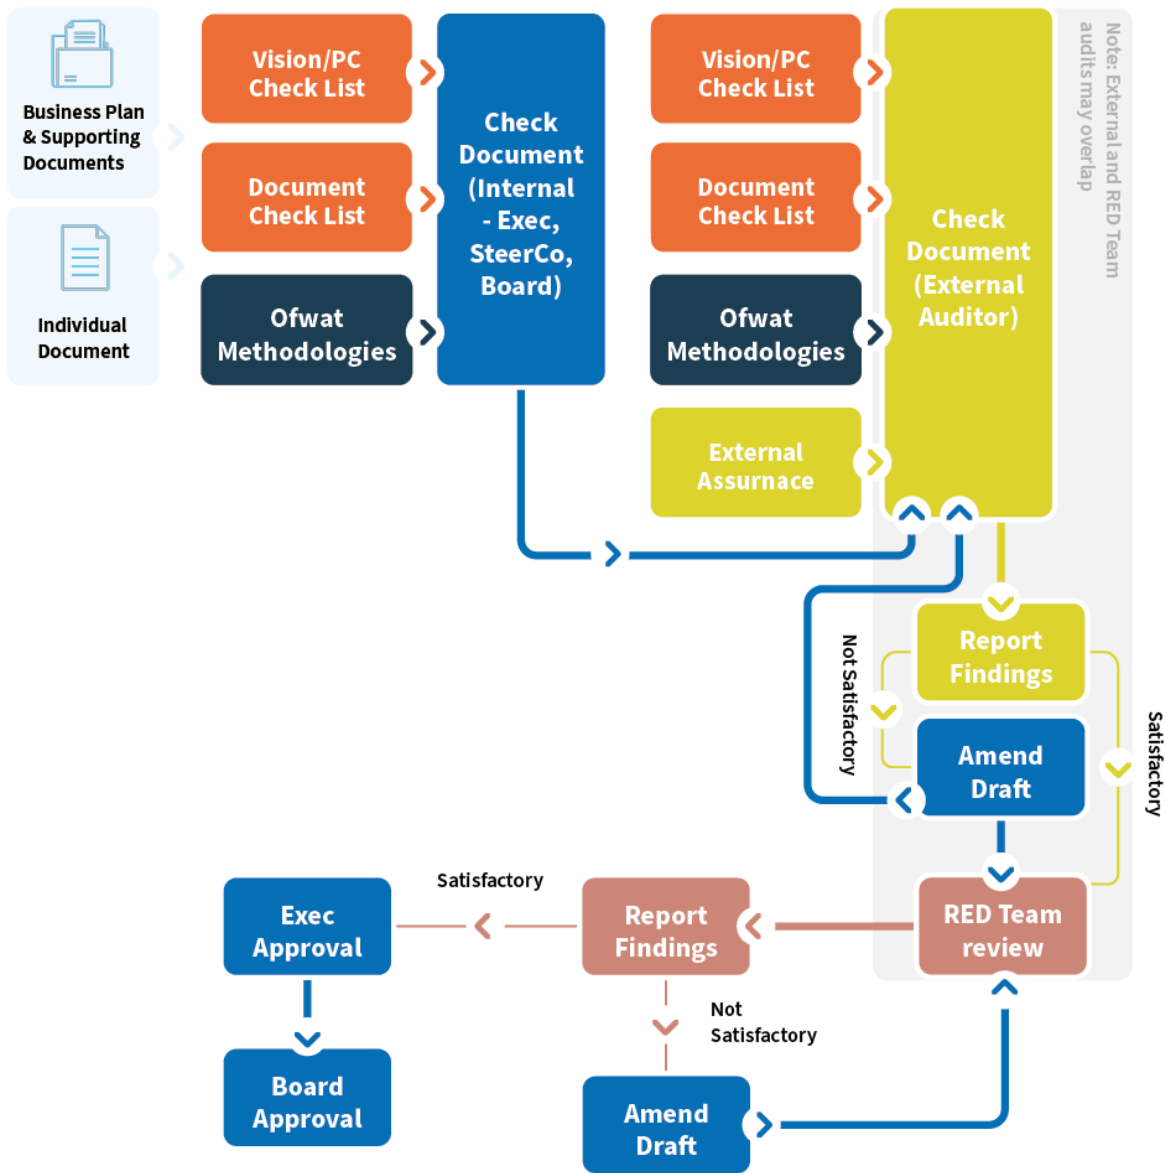 Business Plan
& Supporting
Documents
Individual
Document
Vision/PC
Check List
Document
Check List
Ofwat
Methodologies
Check
Document
(Internal
- Exec,
SteerCo,
Board)
Vision/PC
Check List
Document
Check List
Ofwat
Methodologies
External
Assurnace
Check
Document
(External
Auditor)
Note: External and RED Team
audits may overlap
Report
Findings
Not Satisfactory
Satisfactory
Amend
Draft
RED Team
review
Report
Findings
Satisfactory
Exec
Approval
Not
Satisfactory
Board
Approval
Amend
Draft